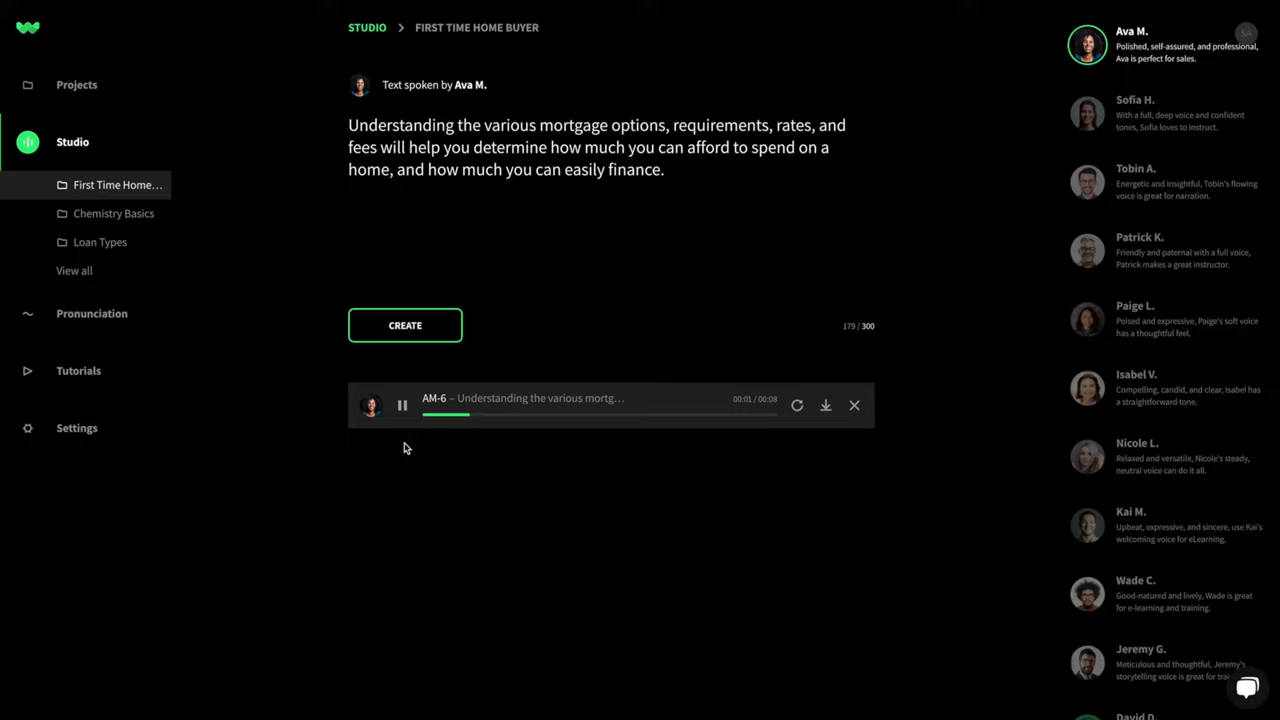 STUDIO > FIRST TIME HOME BUYER
Projects
Studio
First Time Home...
Chemistry Basics
Loan Types
View all
Pronunciation
Tutorials
Settings
Text spoken by Ava M.
Understanding the various mortgage options, requirements, rates, and
fees will help you determine how much you can afford to spend on a
home, and how much you can easily finance.
CREATE
179 / 300
AM-6 – Understanding the various mortg...
00:01 / 00:08
SA
Ava M.
Polished, self-assured, and professional,
Ava is perfect for sales.
Sofia H.
With a full, deep voice and confident
tones, Sofia loves to instruct.
Tobin A.
Energetic and insightful, Tobin's flowing
voice is great for narration.
Patrick K.
Friendly and paternal with a full voice,
Patrick makes a great instructor.
Paige L.
Poised and expressive, Paige's soft voice
has a thoughtful feel.
Isabel V.
Compelling, candid, and clear, Isabel has
a straightforward tone.
Nicole L.
Relaxed and versatile, Nicole's steady,
neutral voice can do it all.
Kai M.
Upbeat, expressive, and sincere, use Kai's
welcoming voice for eLearning.
Wade C.
Good-natured and lively, Wade is great
for e-learning and training.
Jeremy G.
Meticulous and thoughtful, Jeremy's
storytelling voice is great for
David D.